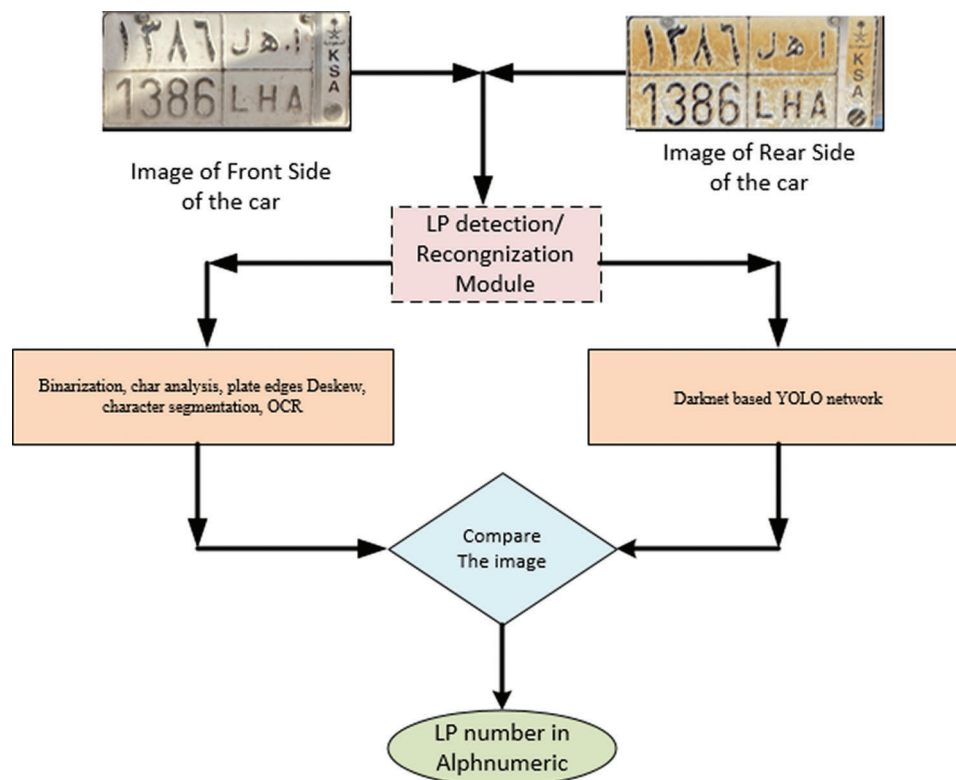 ١٣٨٦ ا.ه‍ ل
1386 LHA
KSA
١٣٨٦ ا ه‍ ل
1386 LHA
KSA
Image of Front Side
of the car
Image of Rear Side
of the car
LP detection/
Recongnization
Module
Binarization, char analysis, plate edges Deskew,
character segmentation, OCR
Darknet based YOLO network
Compare
The image
LP number in
Alphnumeric